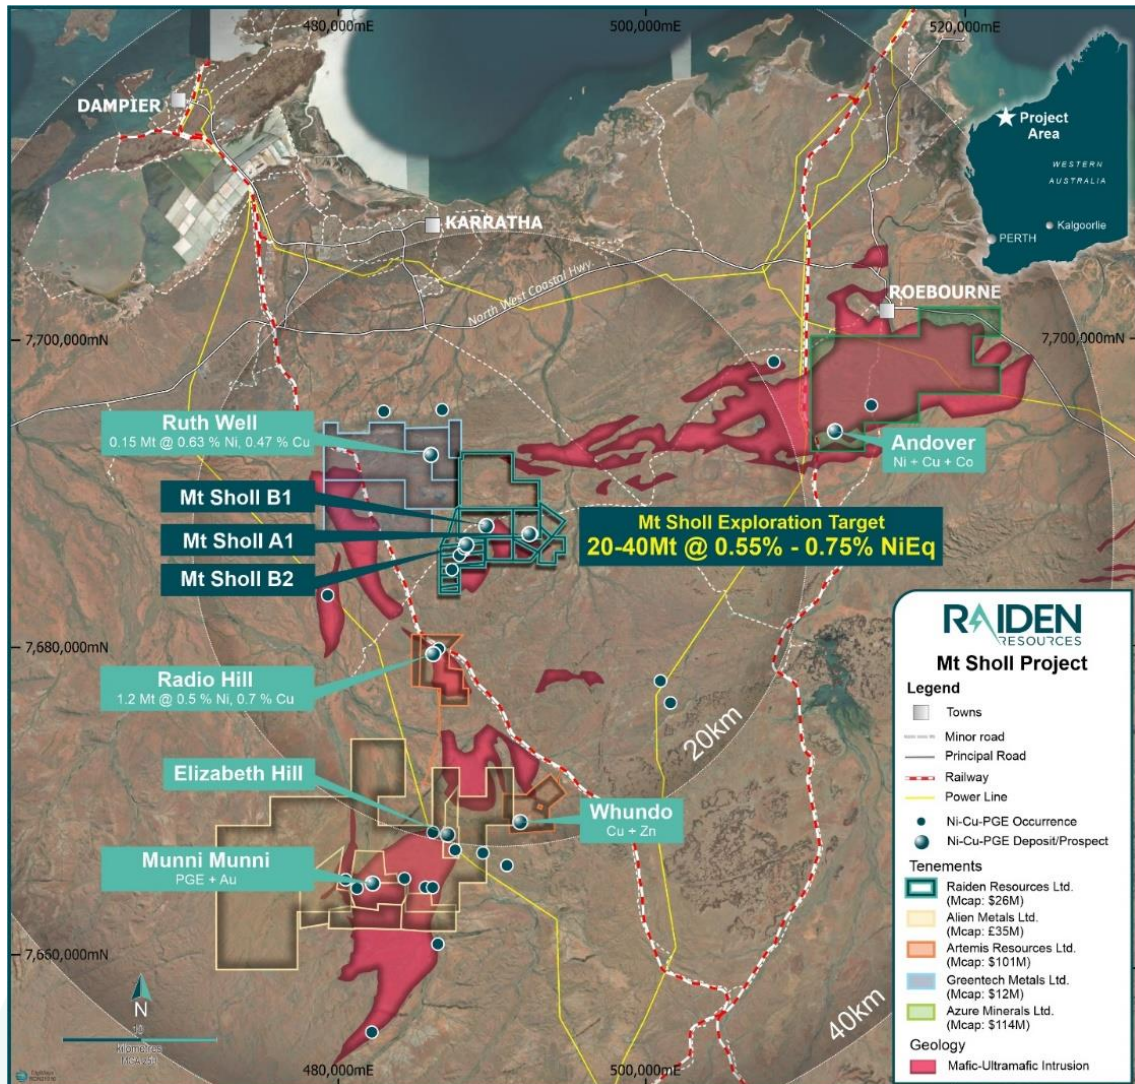 480,000mE
500,000mE
520,000mE
DAMPIER
KARRATHA
North West Coastal Hwy
ROEBOURNE
Project
Area
WESTERN
AUSTRALIA
Kalgoorlie
PERTH
7,700,000mN
7,700,000mN
Ruth Well
0.15 Mt @ 0.63 % Ni, 0.47 % Cu
Andover
Ni + Cu + Co
Mt Sholl B1
Mt Sholl A1
Mt Sholl B2
Mt Sholl Exploration Target
20-40Mt @ 0.55% - 0.75% NiEq
7,680,000mN
Radio Hill
1.2 Mt @ 0.5 % Ni, 0.7 % Cu
20km
Elizabeth Hill
Whundo
Cu + Zn
Munni Munni
PGE + Au
7,660,000mN
40km
N
10
kilometres
480,000mE
500,000mE
RAIDEN
RESOURCES
Mt Sholl Project
Legend
Towns
Minor road
Principal Road
Railway
Power Line
Ni-Cu-PGE Occurrence
Ni-Cu-PGE Deposit/Prospect
Tenements
Raiden Resources Ltd.
(Mcap: $26M)
Alien Metals Ltd.
(Mcap: £35M)
Artemis Resources Ltd.
(Mcap: $101M)
Greentech Metals Ltd.
(Mcap: $12M)
Azure Minerals Ltd.
(Mcap: $114M)
Geology
Mafic-Ultramafic Intrusion